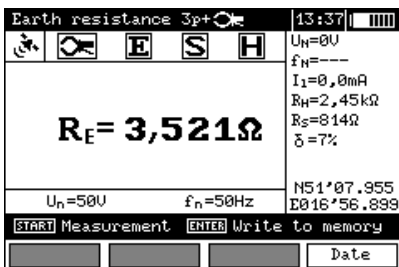 Earth resistance 3p+ 13:37
E S H
UN=0V
fN=---
I1=0,0mA
RH=2,45kΩ
RS=814Ω
δ=7%
RE= 3,521Ω
N51'07.955
E016'56.899
Un=50V fn=50Hz
START Measurement ENTER Write to memory
Date